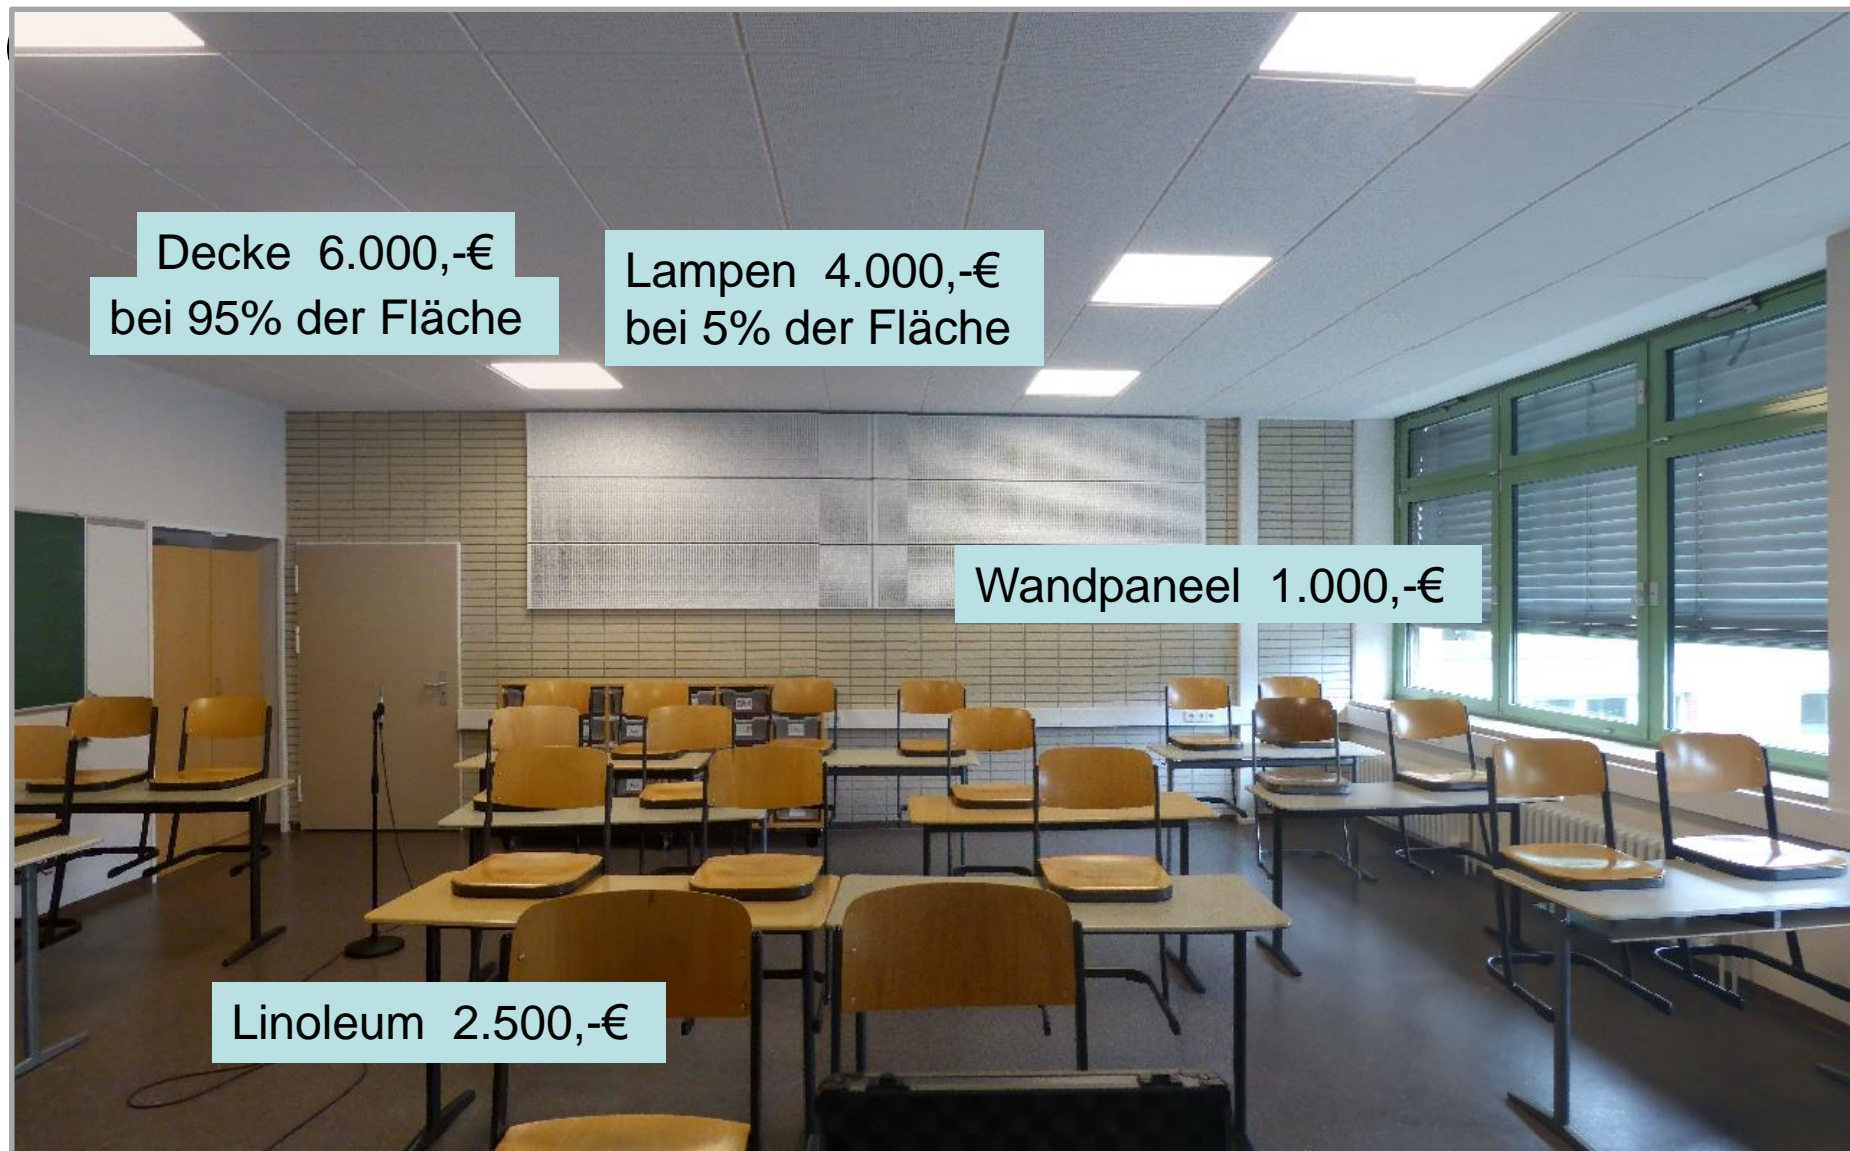 Decke 6.000,-€
bei 95% der Fläche
Lampen 4.000,-€
bei 5% der Fläche
Wandpaneel 1.000,-€
Linoleum 2.500,-€